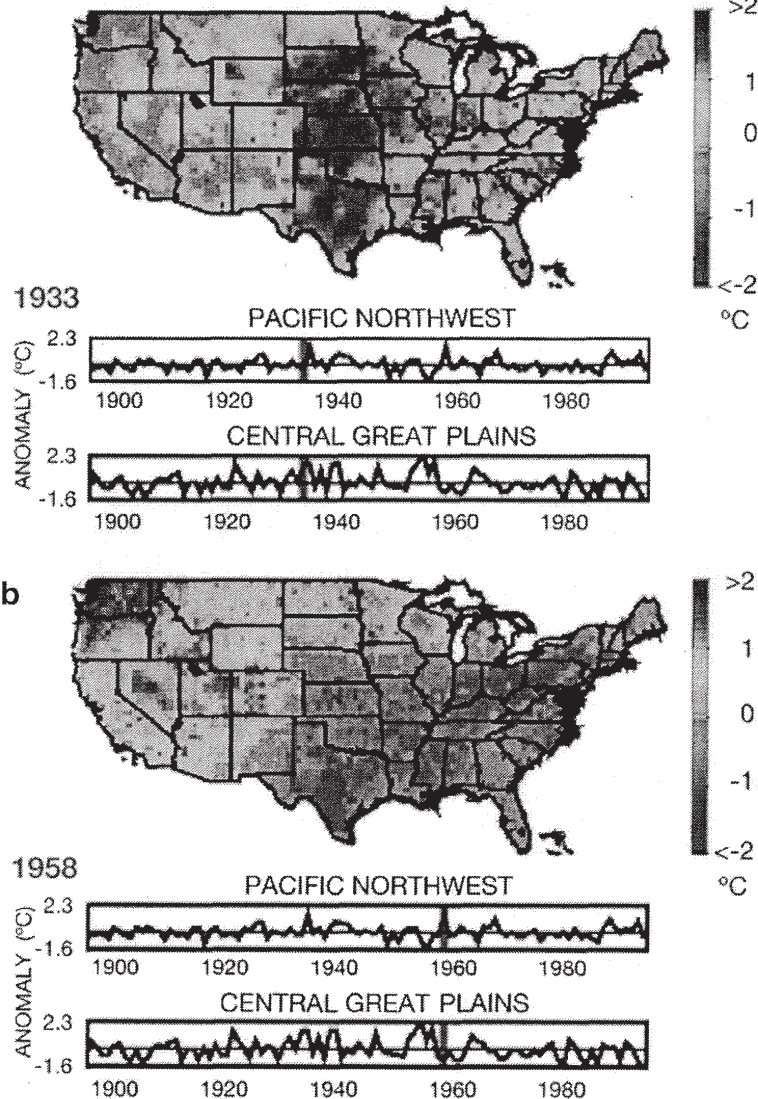 >2
1
0
-1
<-2
°C
1933
PACIFIC NORTHWEST
ANOMALY (°C)
2.3
-1.6
1900 1920 1940 1960 1980
CENTRAL GREAT PLAINS
2.3
-1.6
1900 1920 1940 1960 1980
b
>2
1
0
-1
<-2
°C
1958
PACIFIC NORTHWEST
ANOMALY (°C)
2.3
-1.6
1900 1920 1940 1960 1980
CENTRAL GREAT PLAINS
2.3
-1.6
1900 1920 1940 1960 1980